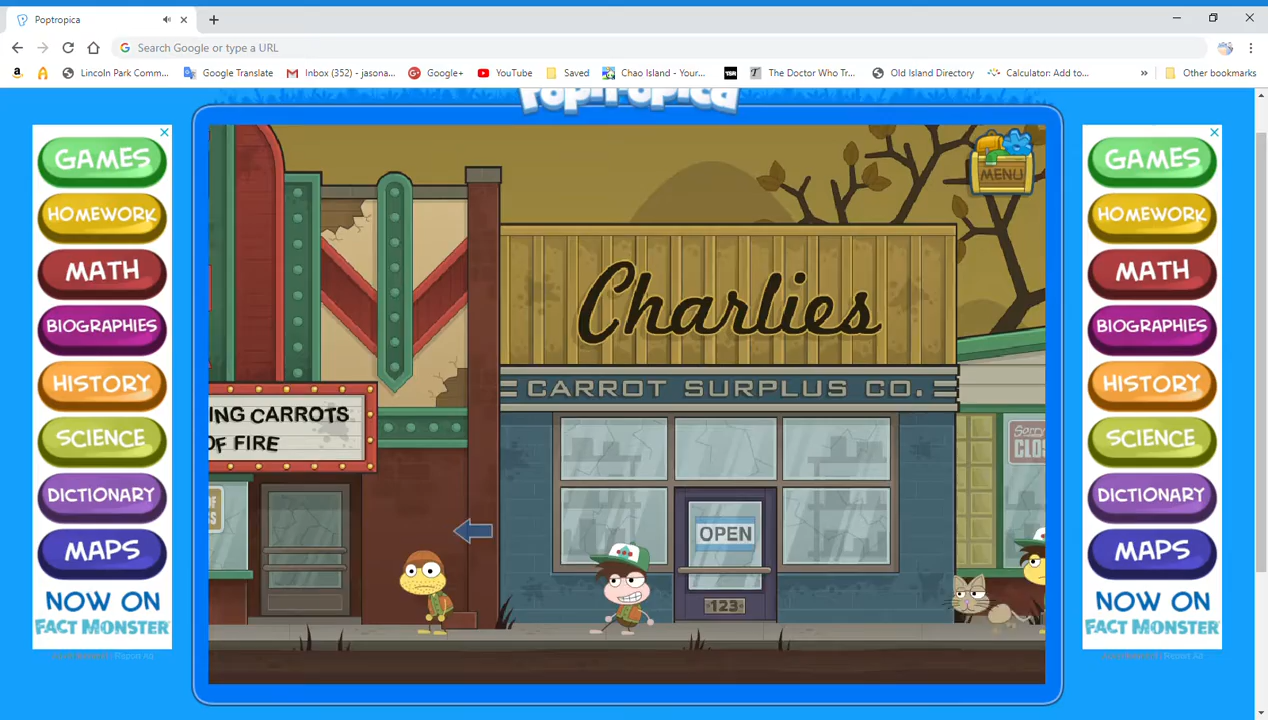 Poptropica
Search Google or type a URL
Lincoln Park Comm...
Google Translate
Inbox (352) - jasona...
Google+
YouTube
Saved
Chao Island - Your...
The Doctor Who Tr...
Old Island Directory
Calculator: Add to...
»
Other bookmarks
Poptropica
GAMES
HOMEWORK
MATH
BIOGRAPHIES
HISTORY
SCIENCE
DICTIONARY
MAPS
NOW ON
FACT MONSTER
MENU
Charlies
CARROT SURPLUS CO.
ING CARROTS
OF FIRE
OPEN
123
Sorry
CLO
GAMES
HOMEWORK
MATH
BIOGRAPHIES
HISTORY
SCIENCE
DICTIONARY
MAPS
NOW ON
FACT MONSTER